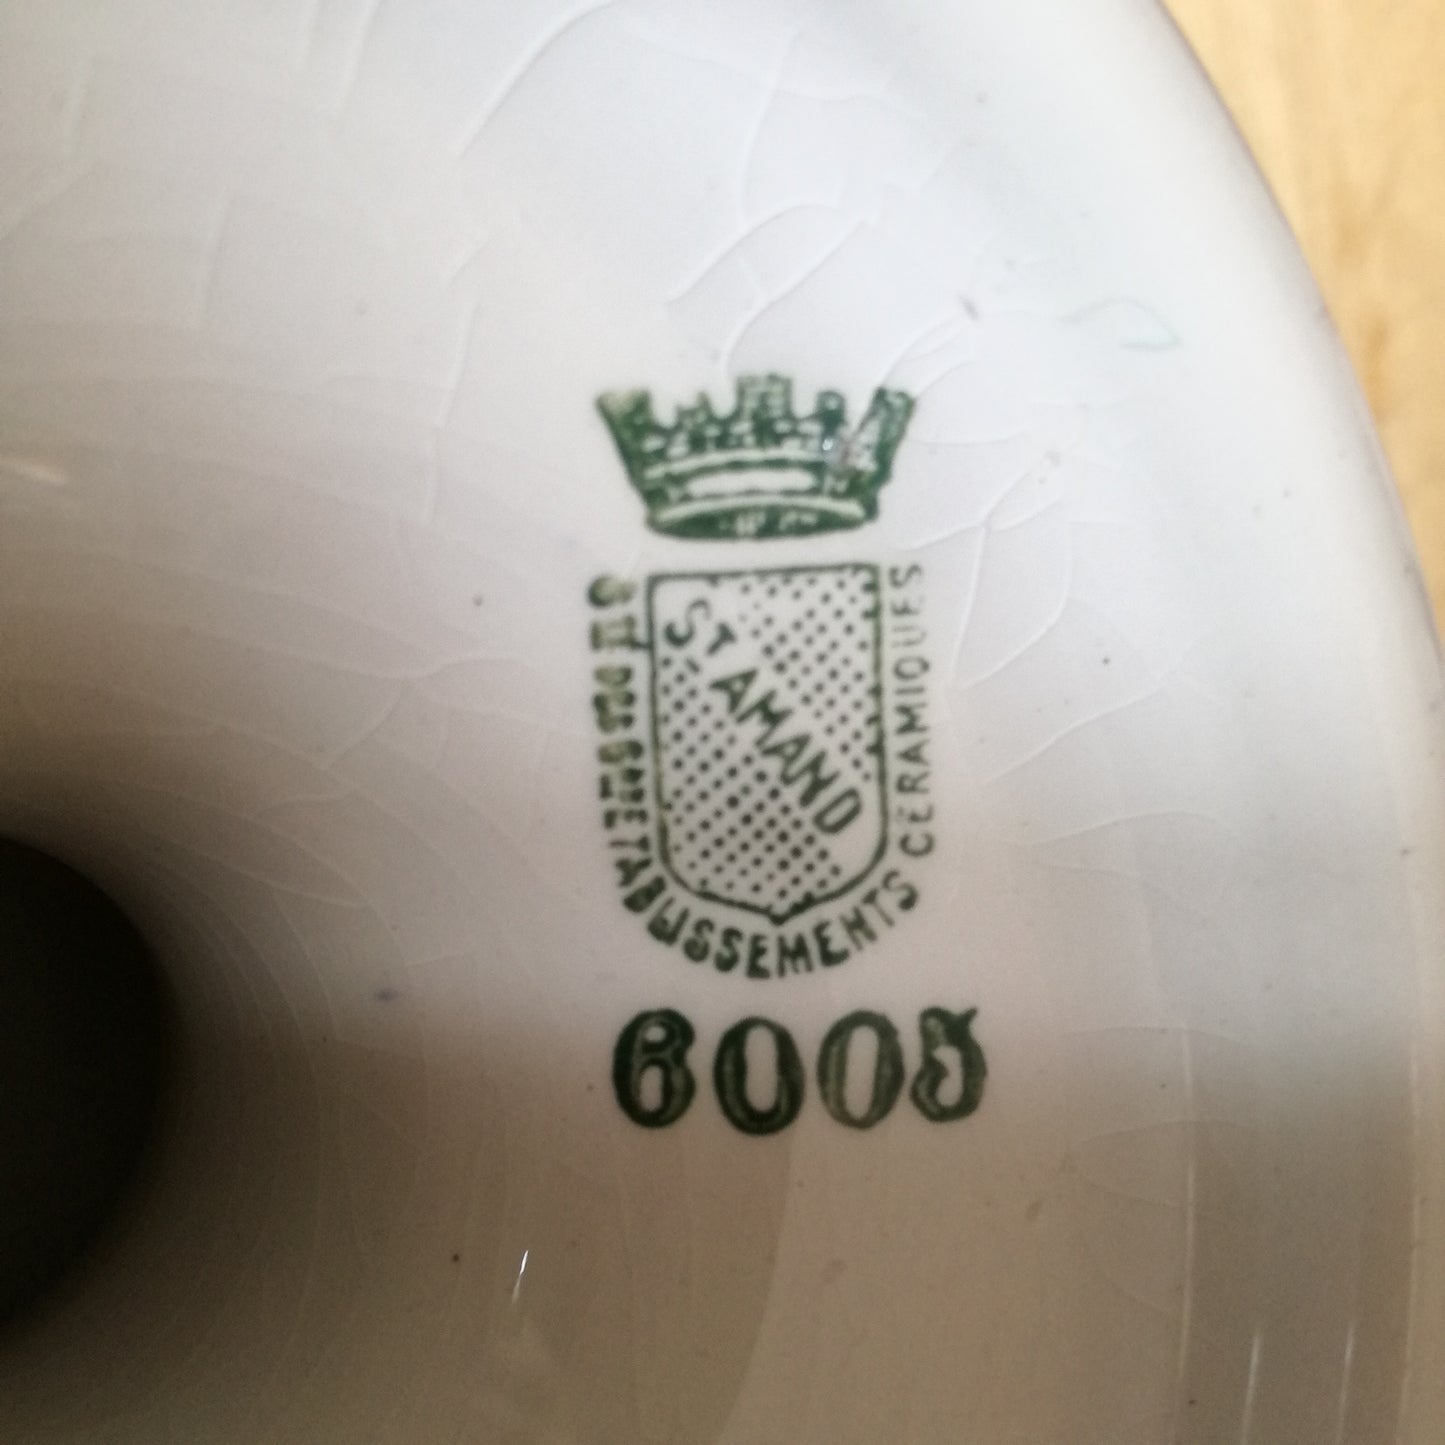 ST AMAND
ETABLISSEMENTS CERAMIQUES
6005